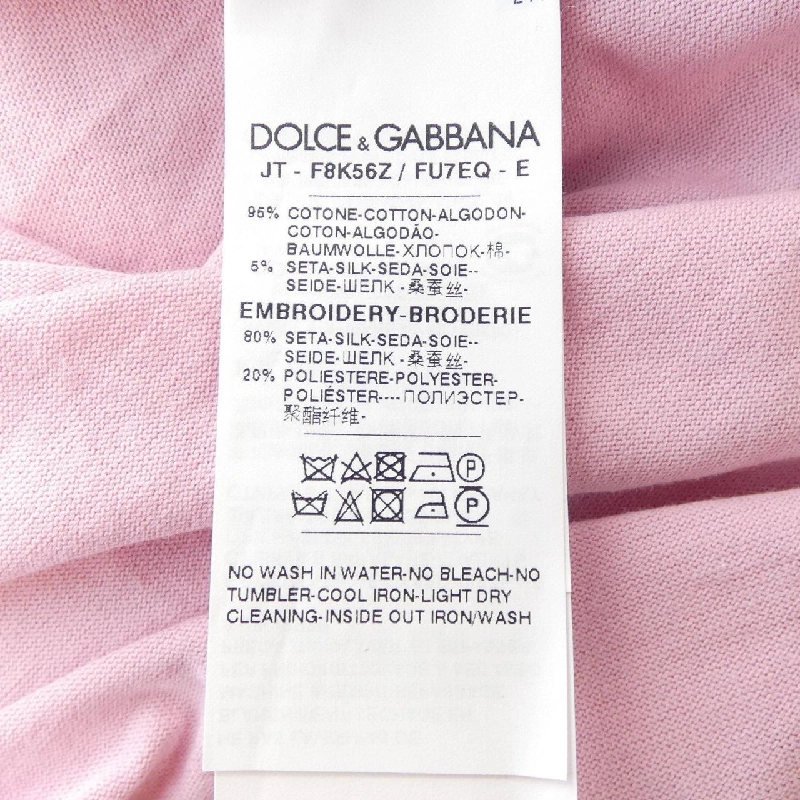 DOLCE & GABBANA
JT - F8K56Z / FU7EQ - E
95% COTONE-COTTON-ALGODON-
COTON-ALGODÃO-
BAUMWOLLE-ХЛОПОК-棉-
5% SETA-SILK-SEDA-SOIE--
SEIDE-ШЕЛК-桑蚕丝-
EMBROIDERY-BRODERIE
80% SETA-SILK-SEDA-SOIE--
SEIDE-ШЕЛК-桑蚕丝-
20% POLIESTERE-POLYESTER-
POLIÉSTER----ПОЛИЭСТЕР-
聚酯纤维-
P
P
NO WASH IN WATER-NO BLEACH-NO
TUMBLER-COOL IRON-LIGHT DRY
CLEANING-INSIDE OUT IRON/WASH